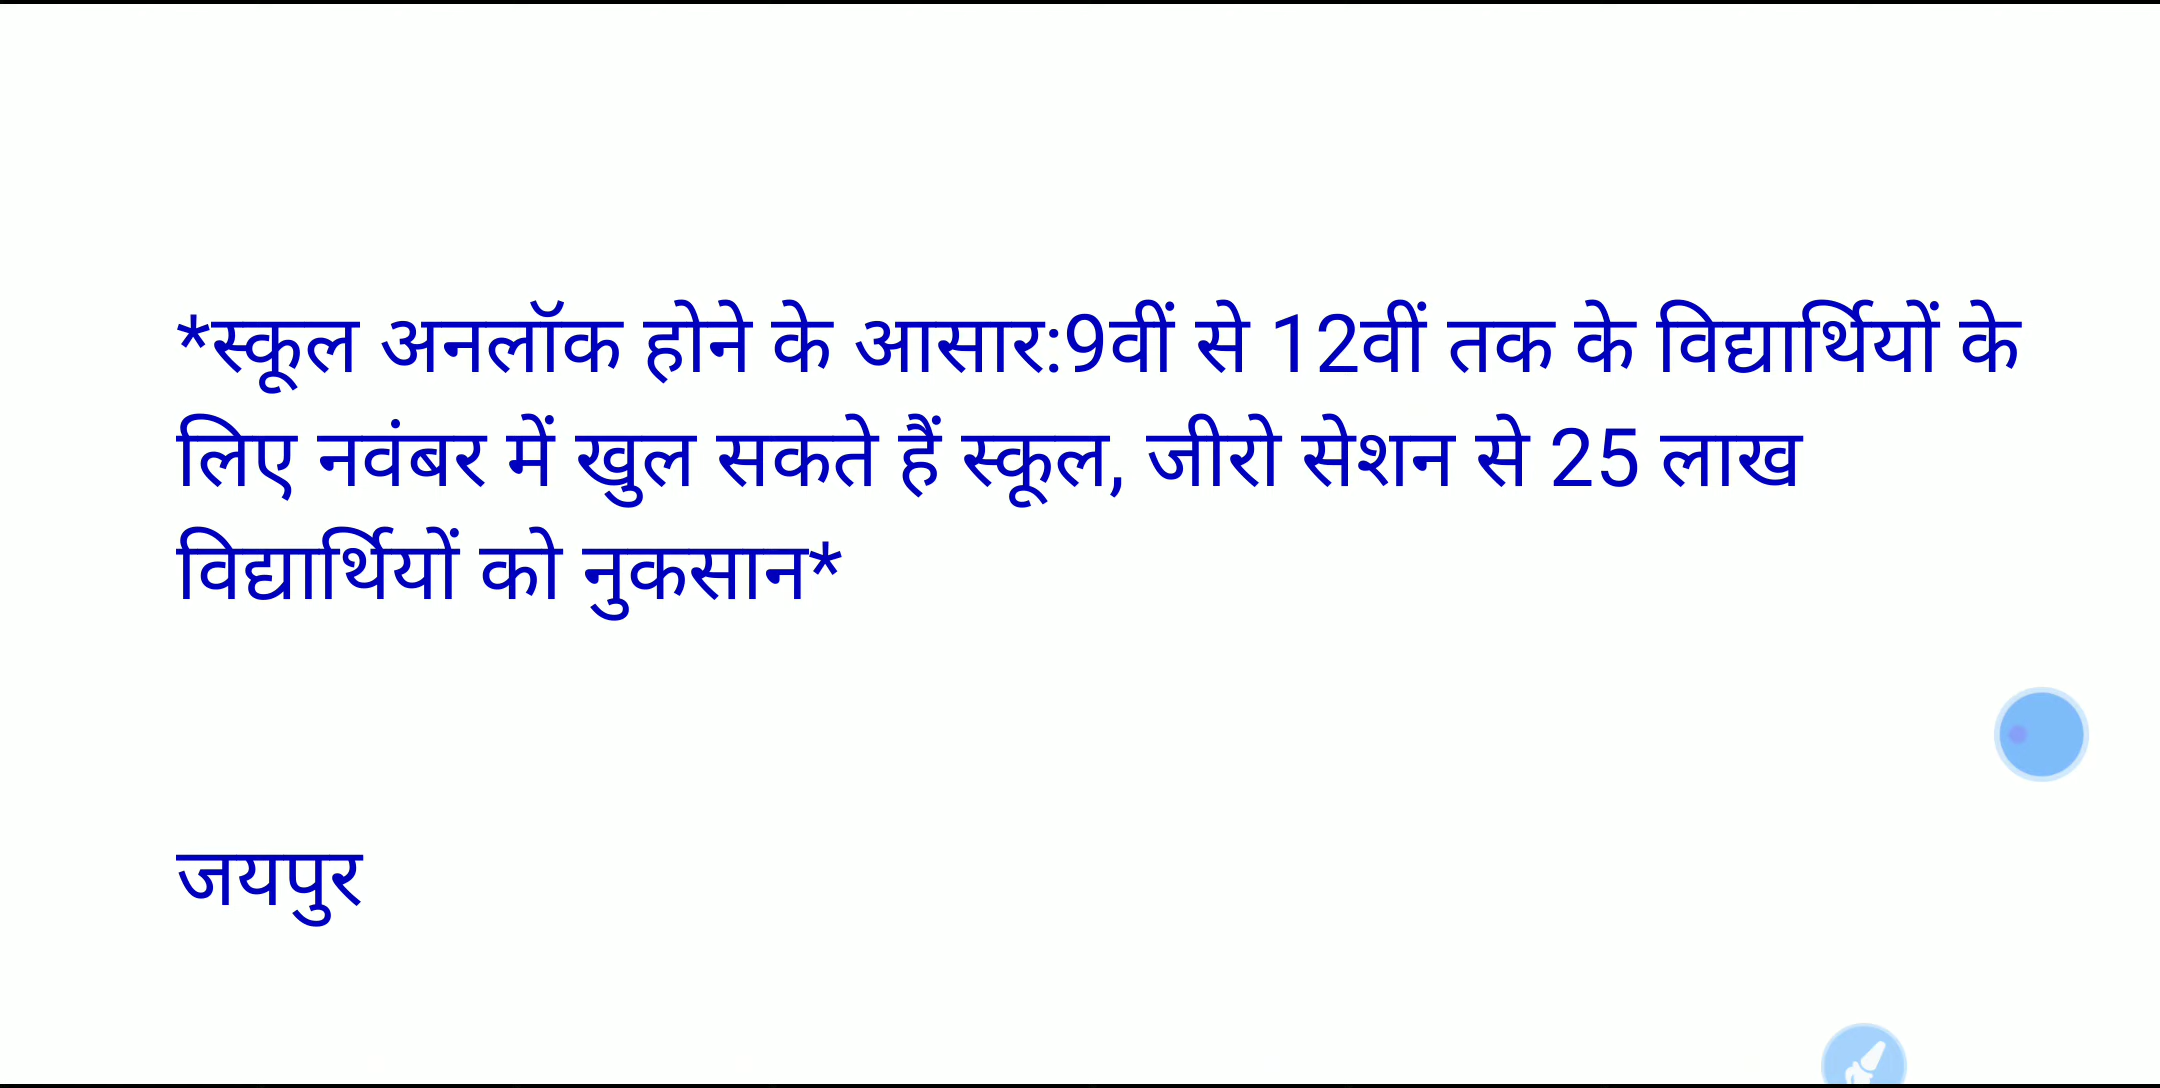 *स्कूल अनलॉक होने के आसार:9वीं से 12वीं तक के विद्यार्थियों के
लिए नवंबर में खुल सकते हैं स्कूल, जीरो सेशन से 25 लाख
विद्यार्थियों को नुकसान*
जयपुर